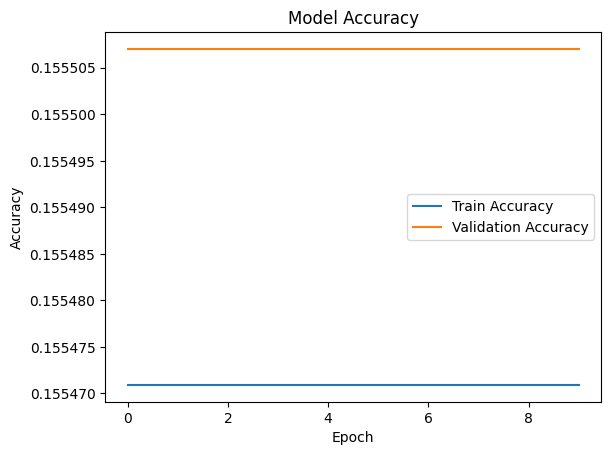 Model Accuracy
Accuracy
0.155505
0.155500
0.155495
0.155490
0.155485
0.155480
0.155475
0.155470
Train Accuracy
Validation Accuracy
0 2 4 6 8
Epoch